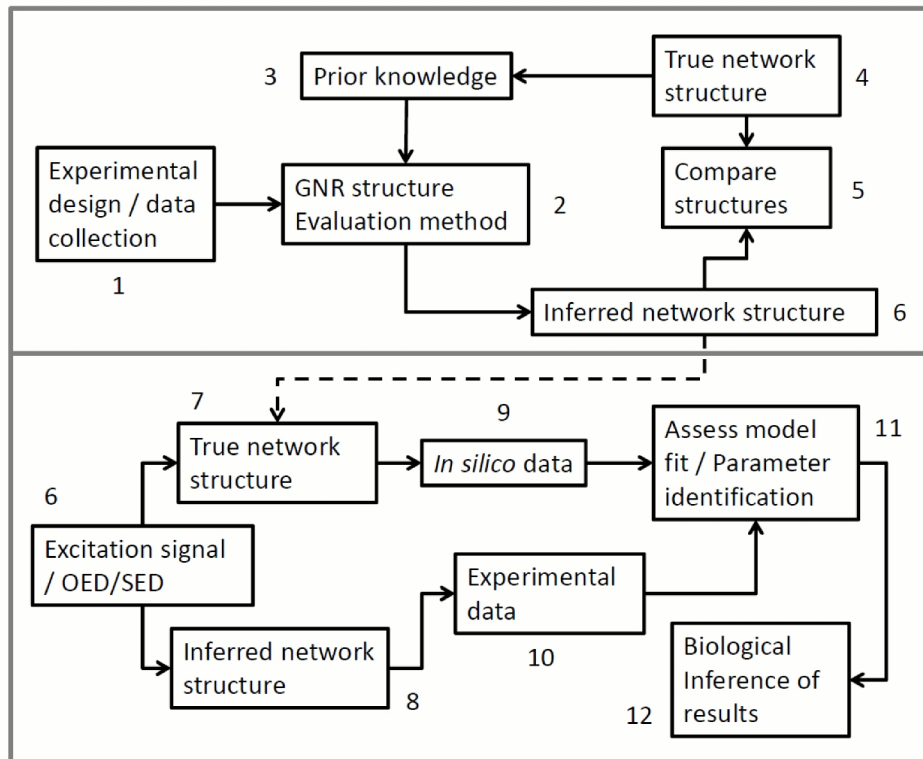 3
Prior knowledge
True network
structure
4
Experimental
design / data
collection
1
GNR structure
Evaluation method
2
Compare
structures
5
Inferred network structure
6
7
True network
structure
9
In silico data
Assess model
fit / Parameter
identification
11
6
Excitation signal
/ OED/SED
Experimental
data
10
Inferred network
structure
8
Biological
Inference of
results
12